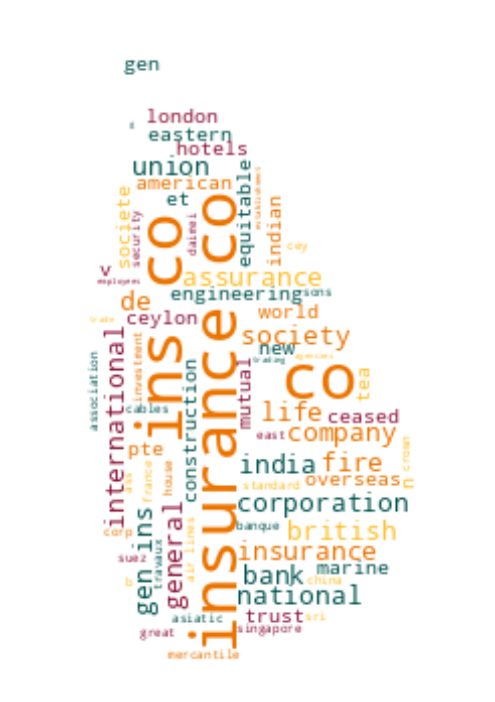 gen
london
eastern
hotels
union
american
et
equitable
societe
security
daimei
indian
cey
co
insurance co
ins co
assurance
v
employees
engineering
sons
de
ceylon
world
society
trade
new
trading
agencies
international
investment
association
construction
mutual
co
tea
cables
life
ceased
east
company
pte
house
france
ass
india
fire
crown
overseas
n
standard
corporation
general
gen ins
travaux
air lines
corp
banque
british
suez
insurance
bank
marine
china
national
asiatic
trust
sri
great
singapore
mercantile